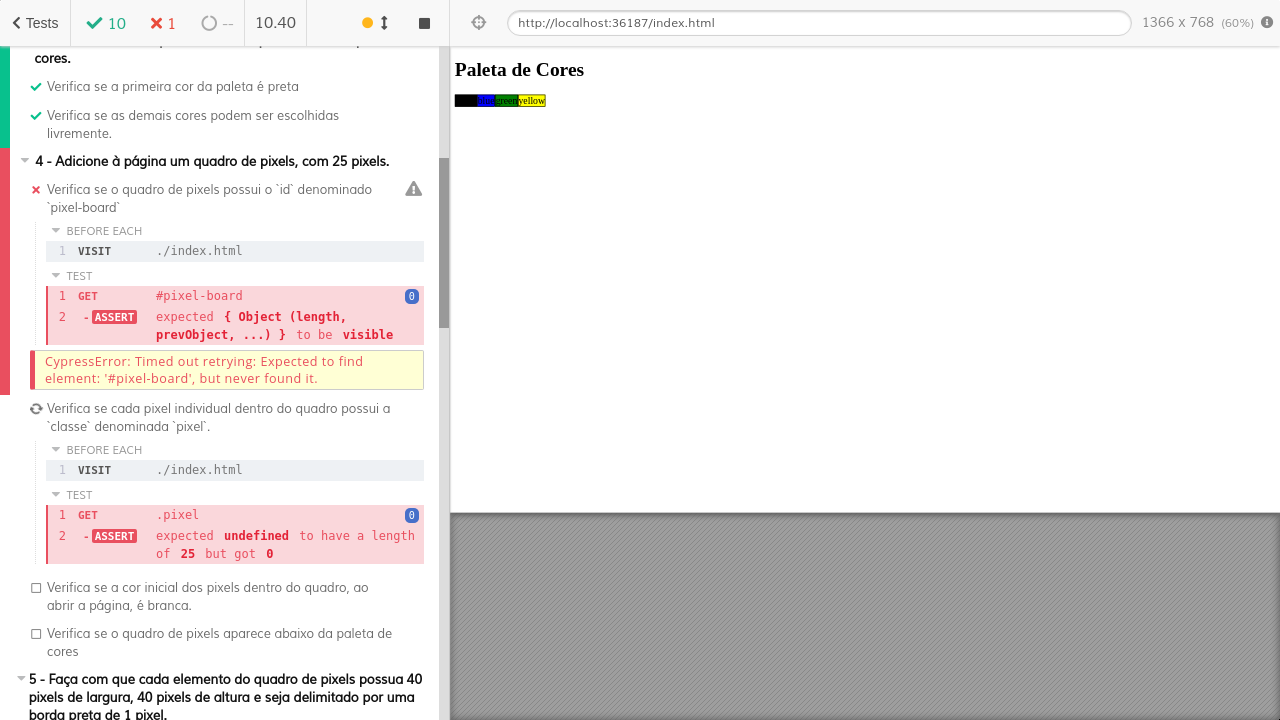 Tests
10
1
--
10.40
http://localhost:36187/index.html
1366 x 768 (60%)
cores.
Verifica se a primeira cor da paleta é preta
Verifica se as demais cores podem ser escolhidas
livremente.
4 - Adicione à página um quadro de pixels, com 25 pixels.
Verifica se o quadro de pixels possui o `id` denominado
`pixel-board`
BEFORE EACH
1 VISIT ./index.html
TEST
1 GET #pixel-board 0
2 -ASSERT expected { Object (length,
prevObject, ...) } to be visible
CypressError: Timed out retrying: Expected to find
element: '#pixel-board', but never found it.
Verifica se cada pixel individual dentro do quadro possui a
`classe` denominada `pixel`.
BEFORE EACH
1 VISIT ./index.html
TEST
1 GET .pixel 0
2 -ASSERT expected undefined to have a length
of 25 but got 0
Verifica se a cor inicial dos pixels dentro do quadro, ao
abrir a página, é branca.
Verifica se o quadro de pixels aparece abaixo da paleta de
cores
5 - Faça com que cada elemento do quadro de pixels possua 40
pixels de largura, 40 pixels de altura e seja delimitado por uma
borda preta de 1 pixel.
Paleta de Cores
blue green yellow